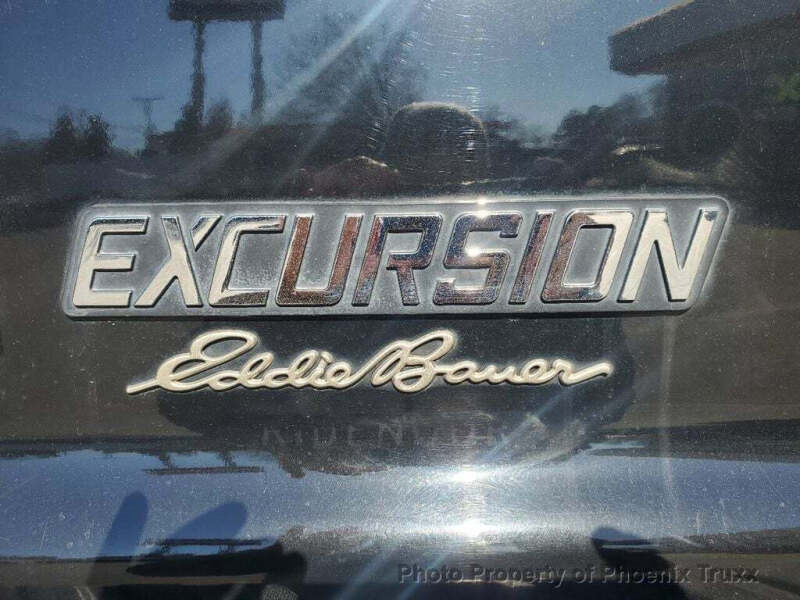 EXCURSION
Eddie Bauer
Photo Property of Phoenix Truxx